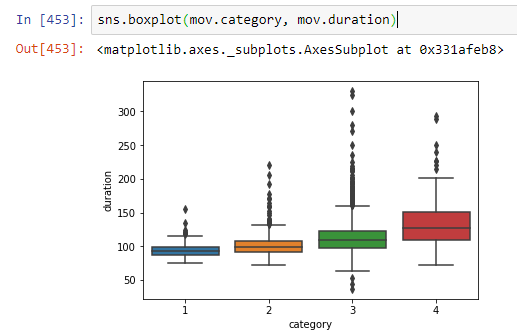 In [453]: sns.boxplot(mov.category, mov.duration)
Out[453]: <matplotlib.axes._subplots.AxesSubplot at 0x331afeb8>
300
250
200
150
100
50
duration
1 2 3 4
category